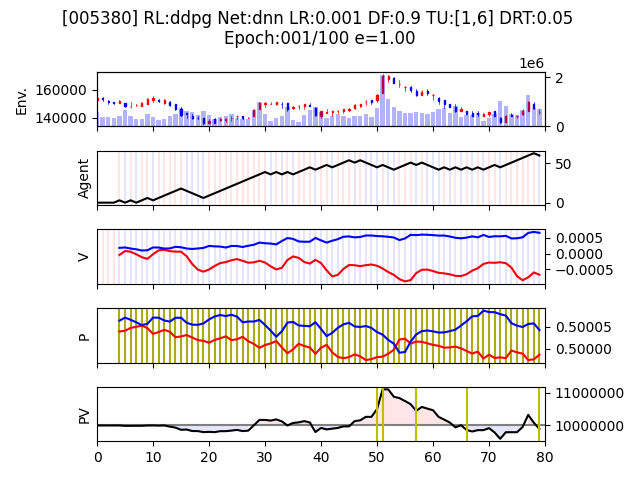 [005380] RL:ddpg Net:dnn LR:0.001 DF:0.9 TU:[1,6] DRT:0.05
Epoch:001/100 e=1.00
1e6
Env.
160000
140000
2
0
Agent
50
0
V
0.0005
0.0000
−0.0005
P
0.50005
0.50000
PV
11000000
10000000
0 10 20 30 40 50 60 70 80